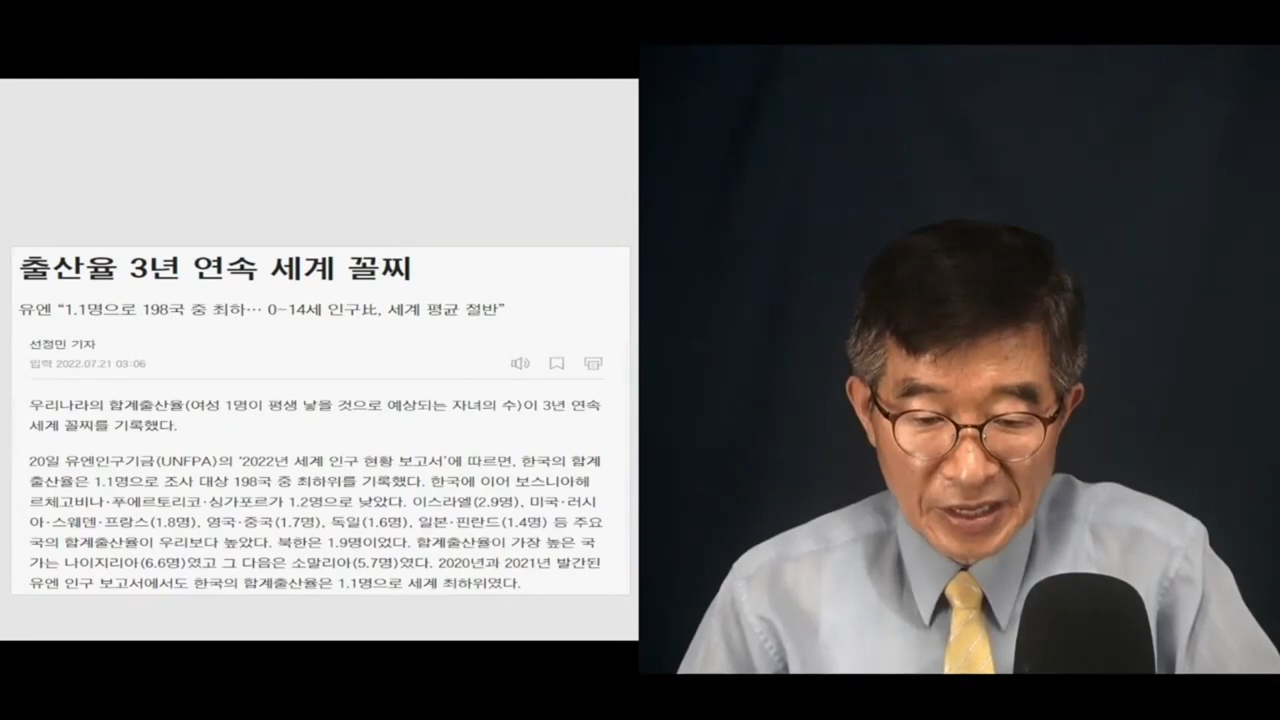 출산율 3년 연속 세계 꼴찌
유엔 “1.1명으로 198국 중 최하… 0-14세 인구比, 세계 평균 절반”
선정민 기자
입력 2022.07.21 03:06
우리나라의 합계출산율(여성 1명이 평생 낳을 것으로 예상되는 자녀의 수)이 3년 연속
세계 꼴찌를 기록했다.
20일 유엔인구기금(UNFPA)의 ‘2022년 세계 인구 현황 보고서’에 따르면, 한국의 합계
출산율은 1.1명으로 조사 대상 198국 중 최하위를 기록했다. 한국에 이어 보스니아헤
르체고비나·푸에르토리코·싱가포르가 1.2명으로 낮았다. 이스라엘(2.9명), 미국·러시
아·스웨덴·프랑스(1.8명), 영국·중국(1.7명), 독일(1.6명), 일본·핀란드(1.4명) 등 주요
국의 합계출산율이 우리보다 높았다. 북한은 1.9명이었다. 합계출산율이 가장 높은 국
가는 나이지리아(6.6명)였고 그 다음은 소말리아(5.7명)였다. 2020년과 2021년 발간된
유엔 인구 보고서에서도 한국의 합계출산율은 1.1명으로 세계 최하위였다.